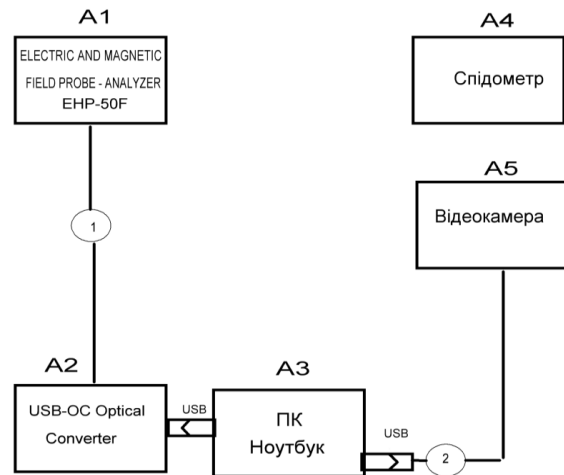 A1
ELECTRIC AND MAGNETIC
FIELD PROBE - ANALYZER
EHP-50F
A4
Спідометр
A5
Відеокамера
1
A2
USB-OC Optical
Converter
USB
A3
ПК
Ноутбук
USB
2